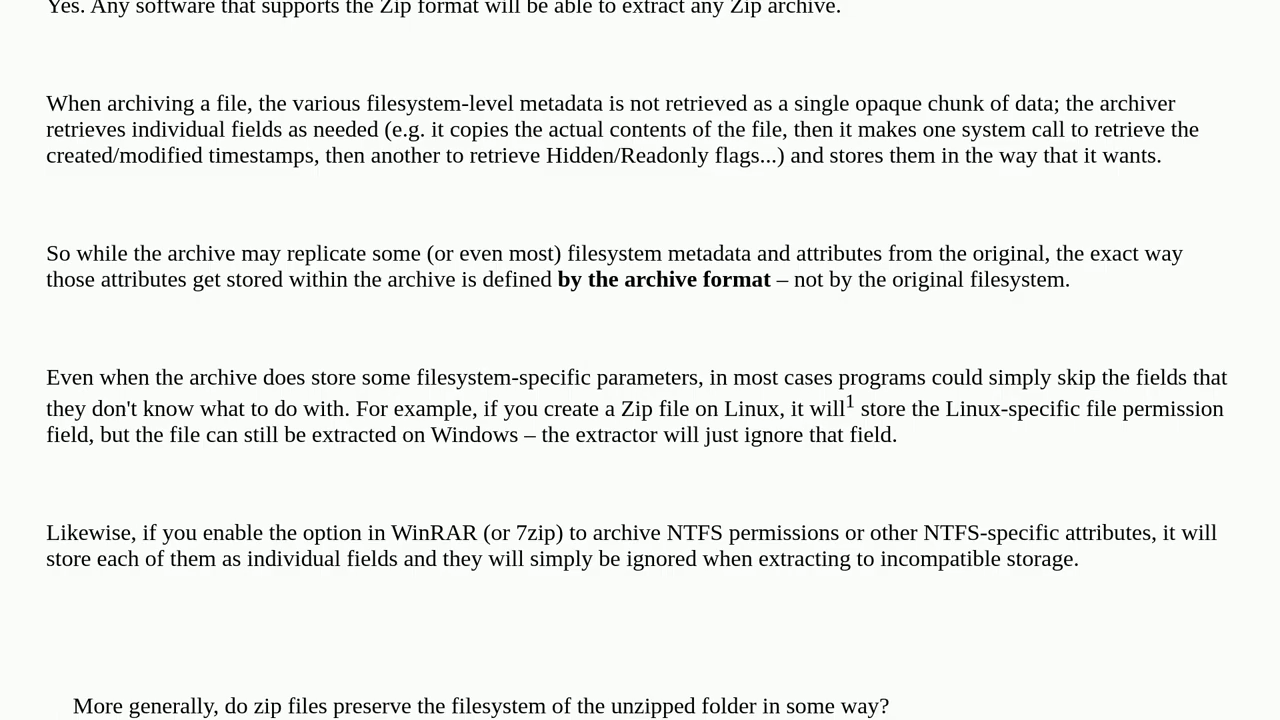 Yes. Any software that supports the Zip format will be able to extract any Zip archive.
When archiving a file, the various filesystem-level metadata is not retrieved as a single opaque chunk of data; the archiver
retrieves individual fields as needed (e.g. it copies the actual contents of the file, then it makes one system call to retrieve the
created/modified timestamps, then another to retrieve Hidden/Readonly flags...) and stores them in the way that it wants.
So while the archive may replicate some (or even most) filesystem metadata and attributes from the original, the exact way
those attributes get stored within the archive is defined by the archive format – not by the original filesystem.
Even when the archive does store some filesystem-specific parameters, in most cases programs could simply skip the fields that
they don't know what to do with. For example, if you create a Zip file on Linux, it will1 store the Linux-specific file permission
field, but the file can still be extracted on Windows – the extractor will just ignore that field.
Likewise, if you enable the option in WinRAR (or 7zip) to archive NTFS permissions or other NTFS-specific attributes, it will
store each of them as individual fields and they will simply be ignored when extracting to incompatible storage.
More generally, do zip files preserve the filesystem of the unzipped folder in some way?